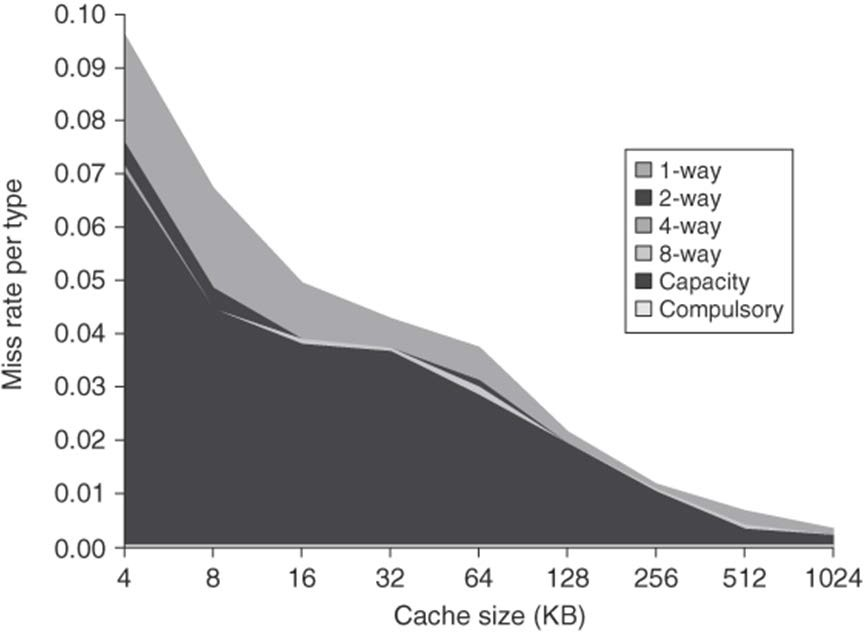 0.10
0.09
0.08
0.07
0.06
0.05
0.04
0.03
0.02
0.01
0.00
Miss rate per type
1-way
2-way
4-way
8-way
Capacity
Compulsory
4 8 16 32 64 128 256 512 1024
Cache size (KB)